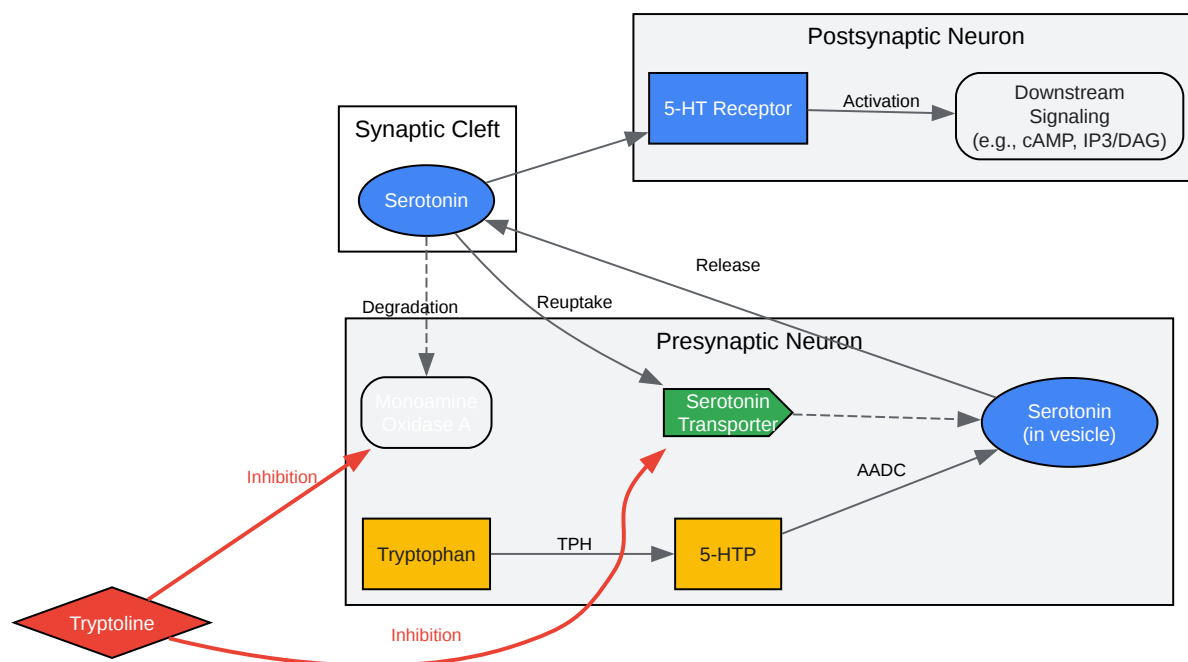 Postsynaptic Neuron
5-HT Receptor
Activation
Downstream
Signaling
(e.g., cAMP, IP3/DAG)
Synaptic Cleft
Serotonin
Release
Degradation
Reuptake
Presynaptic Neuron
Monoamine
Oxidase A
Serotonin
Transporter
Serotonin
(in vesicle)
Inhibition
AADC
Tryptophan
TPH
5-HTP
Tryptoline
Inhibition